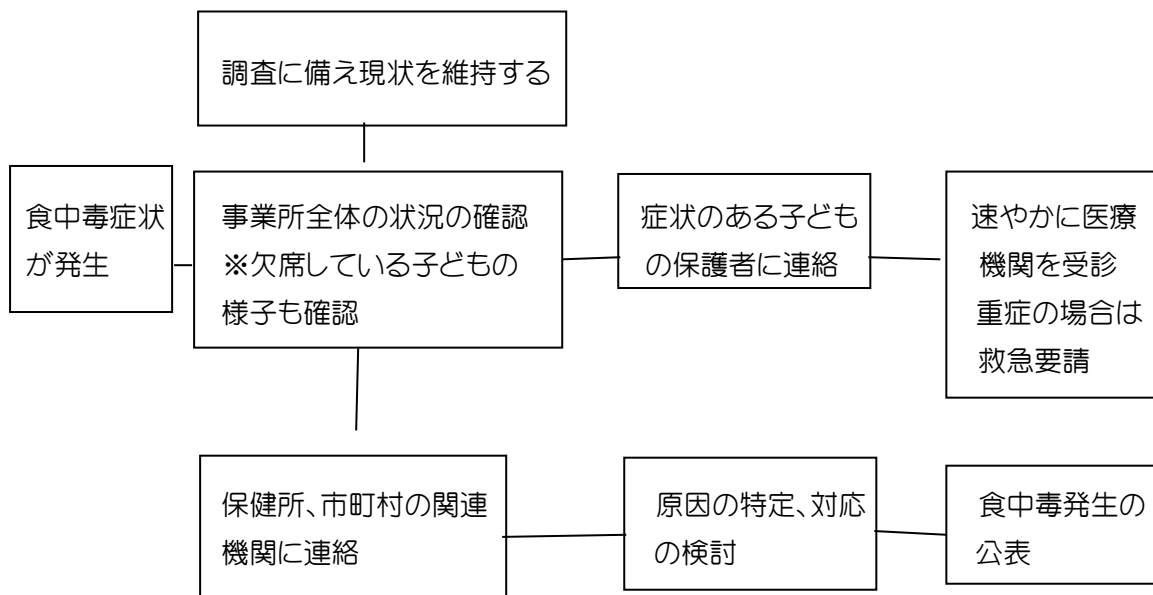 調査に備え現状を維持する
食中毒症状
が発生
事業所全体の状況の確認
※欠席している子どもの
様子も確認
症状のある子ども
の保護者に連絡
速やかに医療
機関を受診
重症の場合は
救急要請
保健所、市町村の関連
機関に連絡
原因の特定、対応
の検討
食中毒発生の
公表